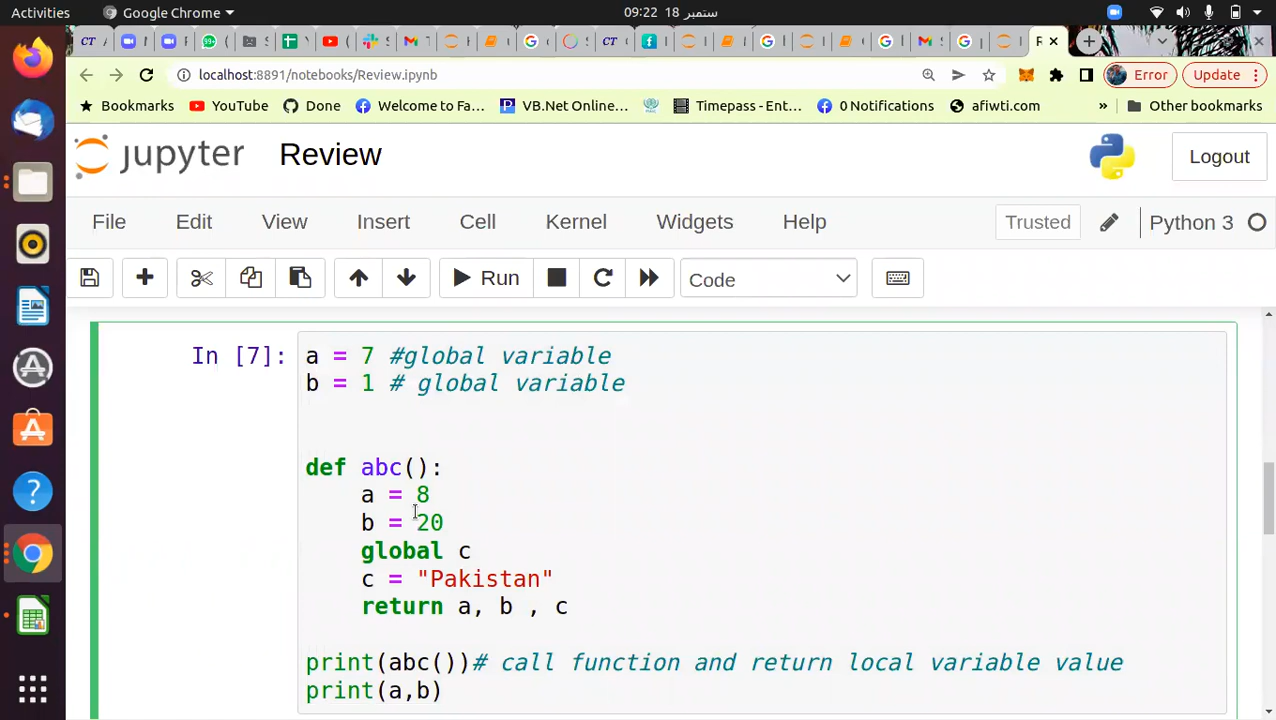 Activities
Google Chrome
09:22 ستمبر 18
CT
99+
CT
Error
Update
localhost:8891/notebooks/Review.ipynb
Bookmarks
YouTube
Done
Welcome to Fa...
VB.Net Online...
Timepass - Ent...
0 Notifications
afiwti.com
»
Other bookmarks
jupyter
Review
Logout
File
Edit
View
Insert
Cell
Kernel
Widgets
Help
Trusted
Python 3
Run
Code
In [7]:
a = 7 #global variable
b = 1 # global variable
def abc():
a = 8
b = 20
global c
c = "Pakistan"
return a, b , c
print(abc())# call function and return local variable value
print(a,b)